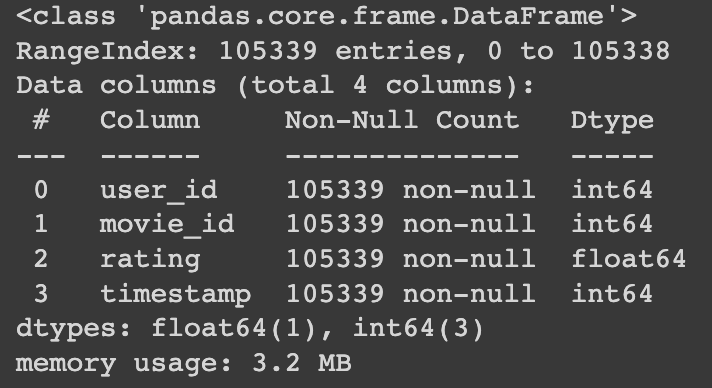 <class 'pandas.core.frame.DataFrame'>
RangeIndex: 105339 entries, 0 to 105338
Data columns (total 4 columns):
 #   Column     Non-Null Count   Dtype
---  ------     --------------   -----
 0   user_id    105339 non-null  int64
 1   movie_id   105339 non-null  int64
 2   rating     105339 non-null  float64
 3   timestamp  105339 non-null  int64
dtypes: float64(1), int64(3)
memory usage: 3.2 MB